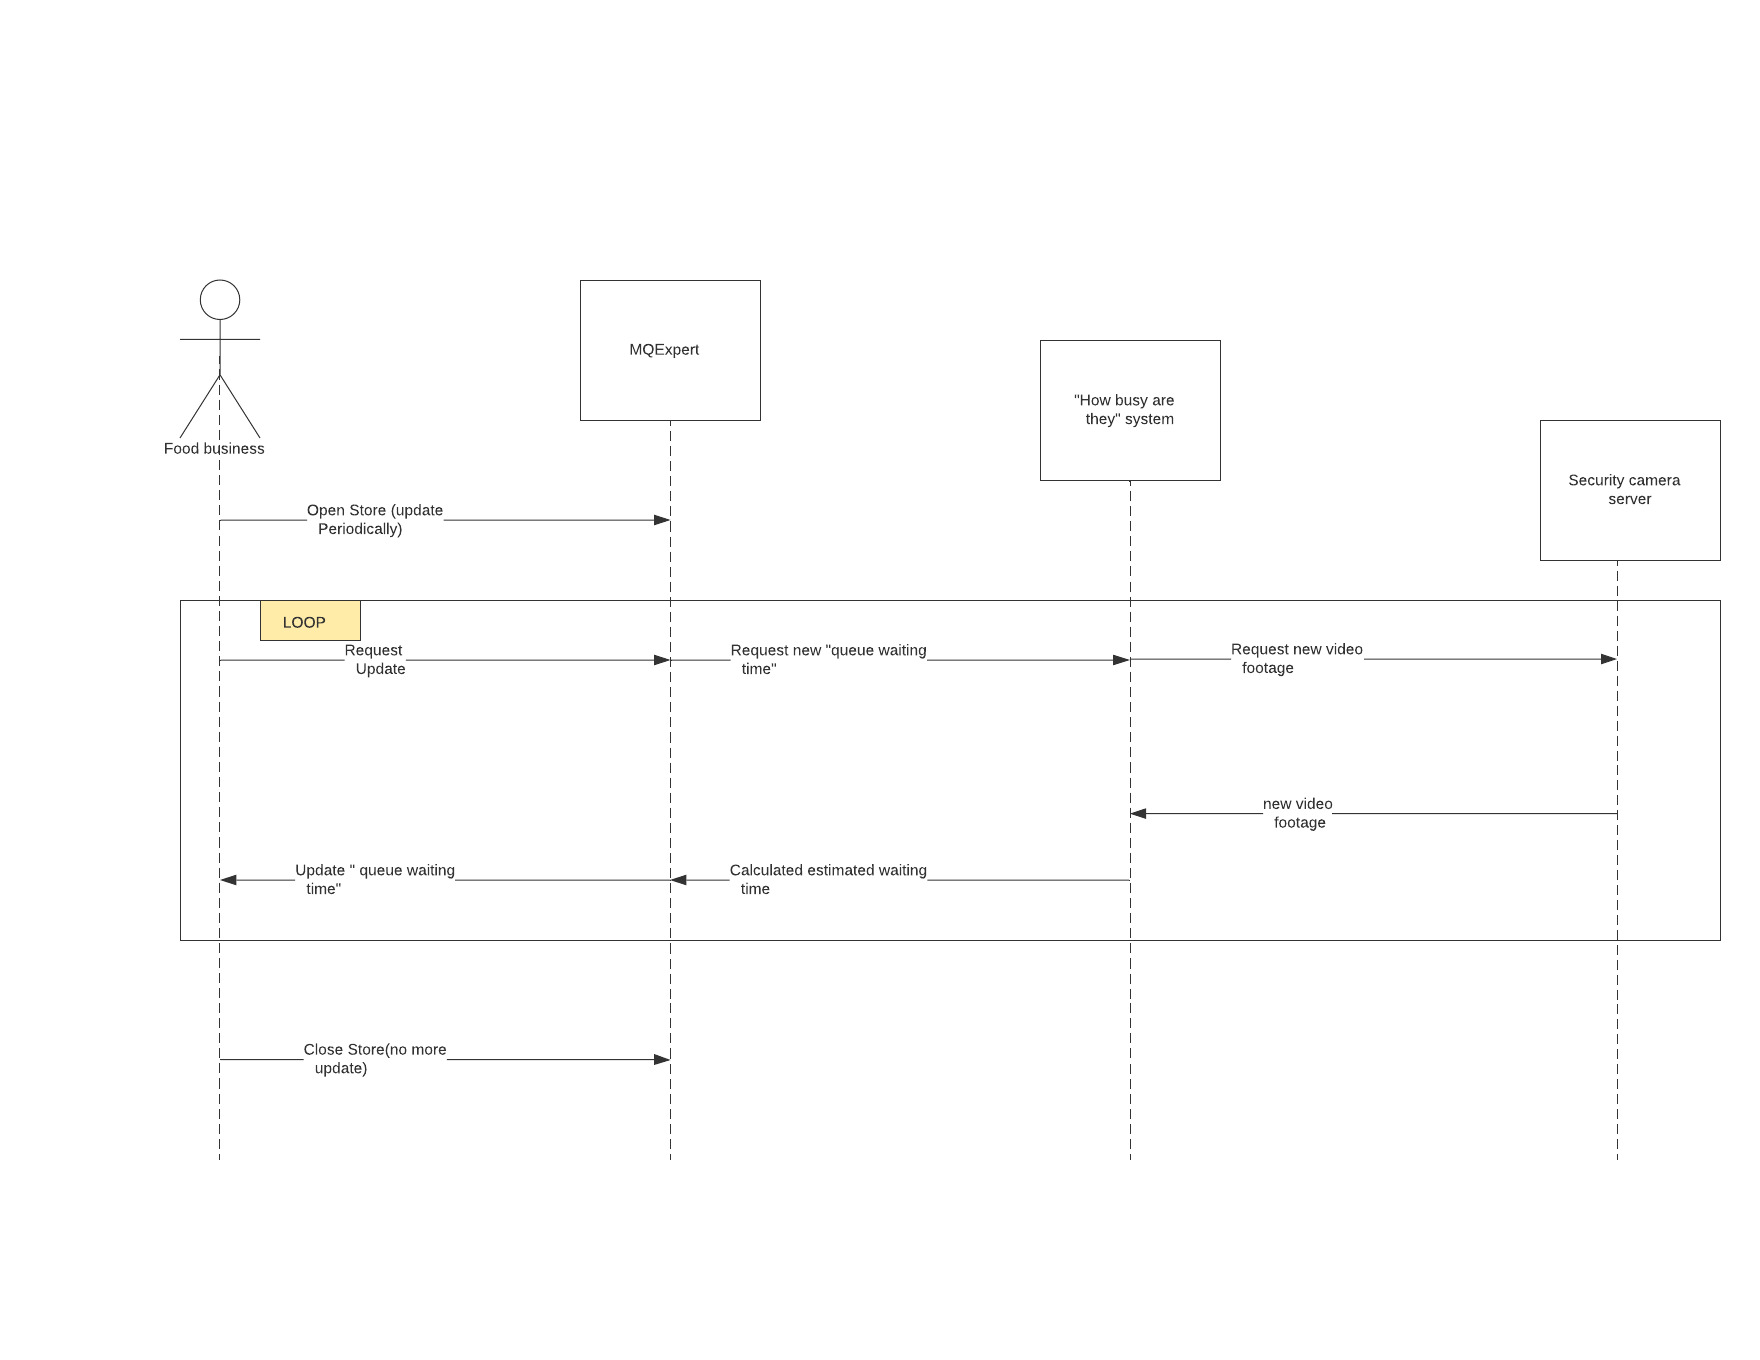 MQExpert
"How busy are
they" system
Food business
Security camera
server
Open Store (update
Periodically)
LOOP
Request
Update
Request new "queue waiting
time"
Request new video
footage
new video
footage
Update " queue waiting
time"
Calculated estimated waiting
time
Close Store(no more
update)